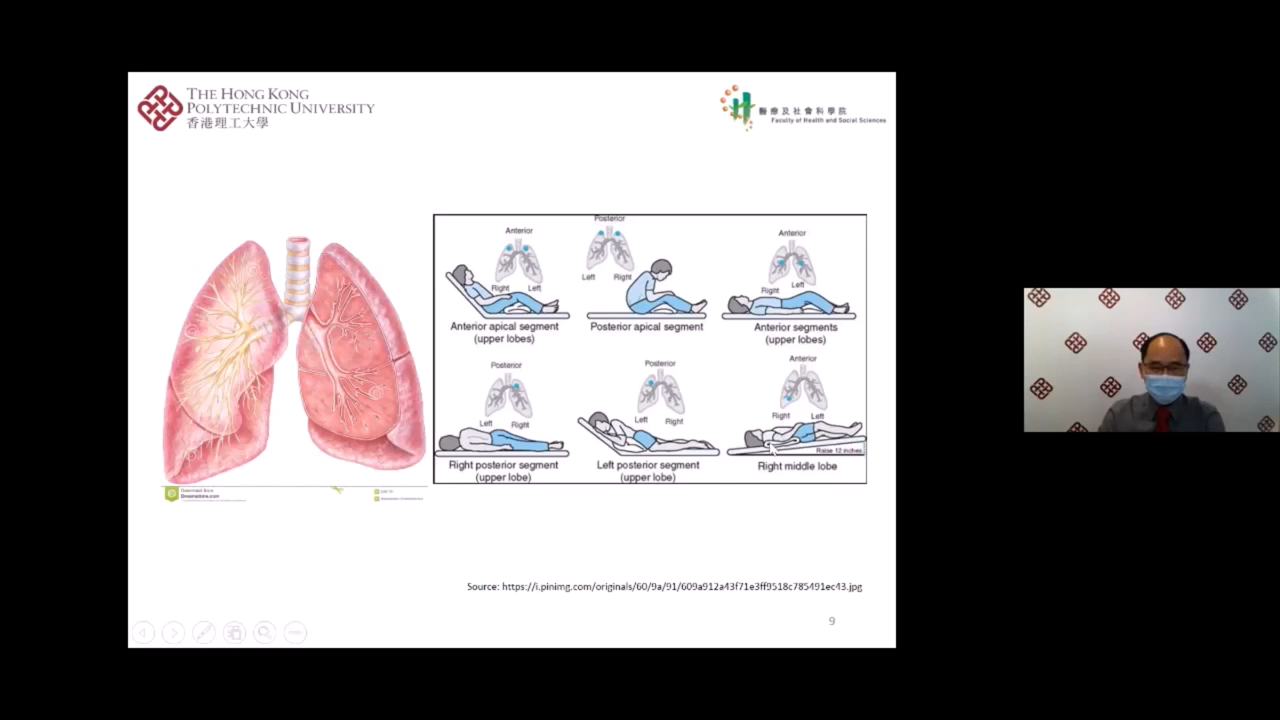 THE HONG KONG
POLYTECHNIC UNIVERSITY
香港理工大學
醫療及社會科學院
Faculty of Health and Social Sciences
Anterior
Right
Left
Anterior apical segment
(upper lobes)
Posterior
Left
Right
Posterior apical segment
Anterior
Right
Left
Anterior segments
(upper lobes)
Posterior
Left
Right
Right posterior segment
(upper lobe)
Posterior
Left
Right
Left posterior segment
(upper lobe)
Anterior
Right
Left
Raise 12 inches
Right middle lobe
Dreamstime.com
Source: https://i.pinimg.com/originals/60/9a/91/609a912a43f71e3ff9518c785491ec43.jpg
9